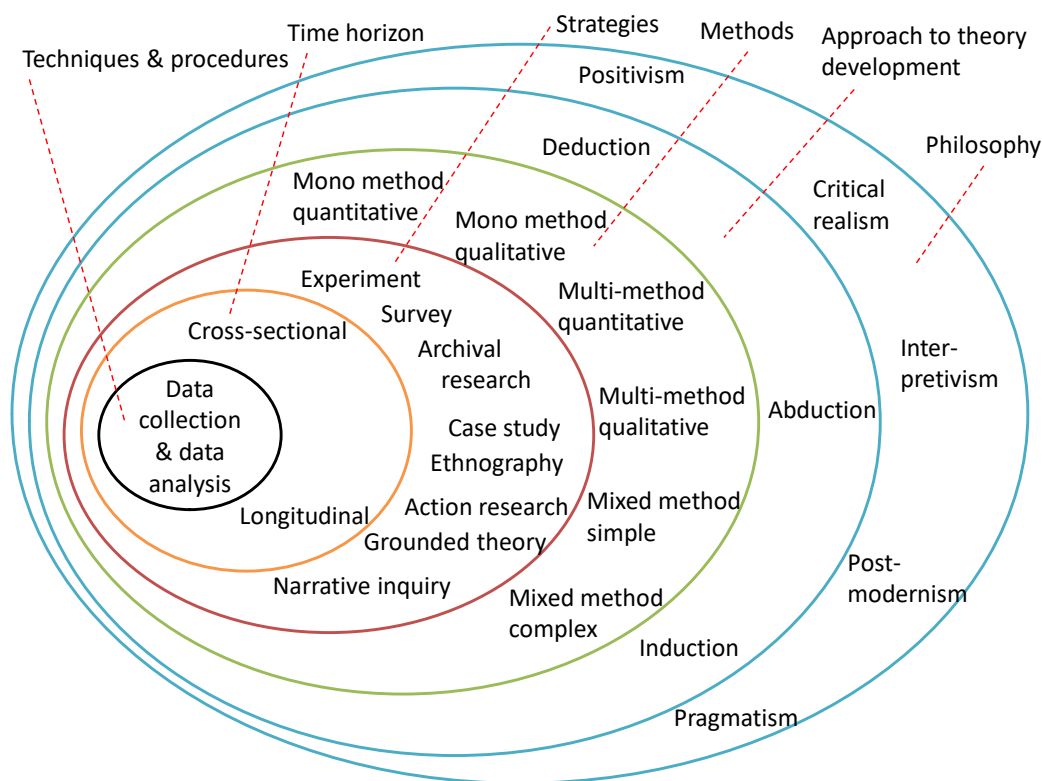 Techniques & procedures
Time horizon
Strategies
Methods
Approach to theory
development
Philosophy
Positivism
Critical
realism
Inter-
pretivism
Post-
modernism
Pragmatism
Deduction
Abduction
Induction
Mono method
quantitative
Mono method
qualitative
Multi-method
quantitative
Multi-method
qualitative
Mixed method
simple
Mixed method
complex
Experiment
Survey
Archival
research
Case study
Ethnography
Action research
Grounded theory
Narrative inquiry
Cross-sectional
Longitudinal
Data
collection
& data
analysis